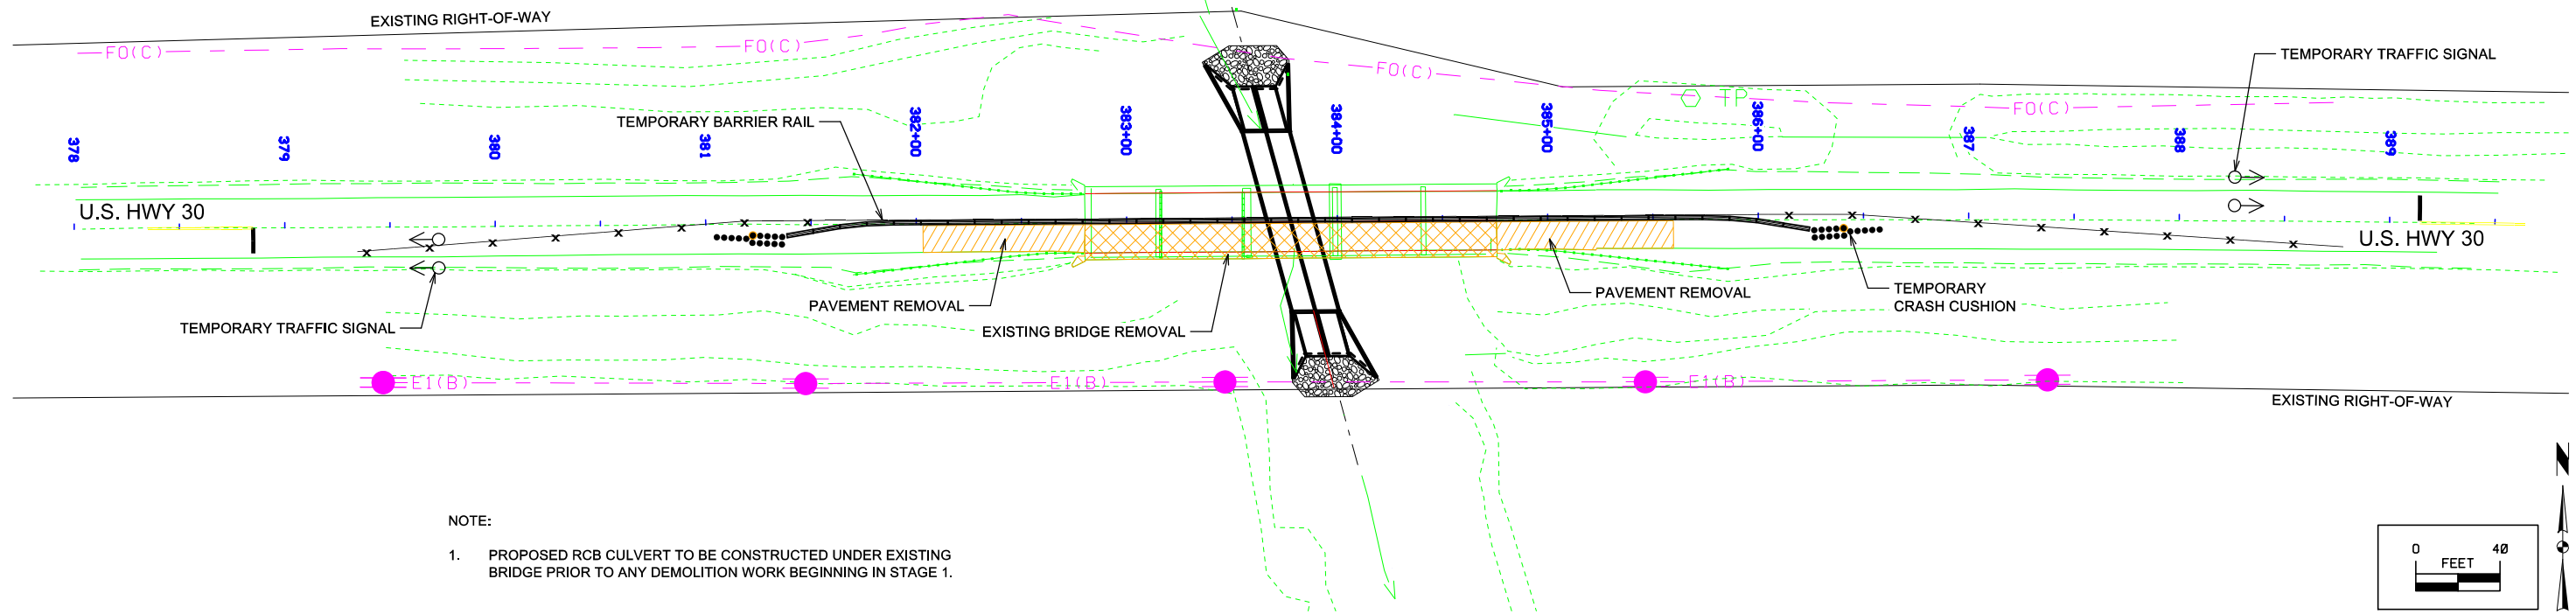 EXISTING RIGHT-OF-WAY
FO(C)
FO(C)
FO(C)
FO(C)
TP
TEMPORARY TRAFFIC SIGNAL
TEMPORARY BARRIER RAIL
378
379
380
381
382+00
383+00
384+00
385+00
386+00
387
388
389
U.S. HWY 30
U.S. HWY 30
PAVEMENT REMOVAL
PAVEMENT REMOVAL
TEMPORARY
CRASH CUSHION
TEMPORARY TRAFFIC SIGNAL
EXISTING BRIDGE REMOVAL
E1(B)
E1(B)
E1(B)
EXISTING RIGHT-OF-WAY
NOTE:
1. PROPOSED RCB CULVERT TO BE CONSTRUCTED UNDER EXISTING
BRIDGE PRIOR TO ANY DEMOLITION WORK BEGINNING IN STAGE 1.
N
0 40
FEET